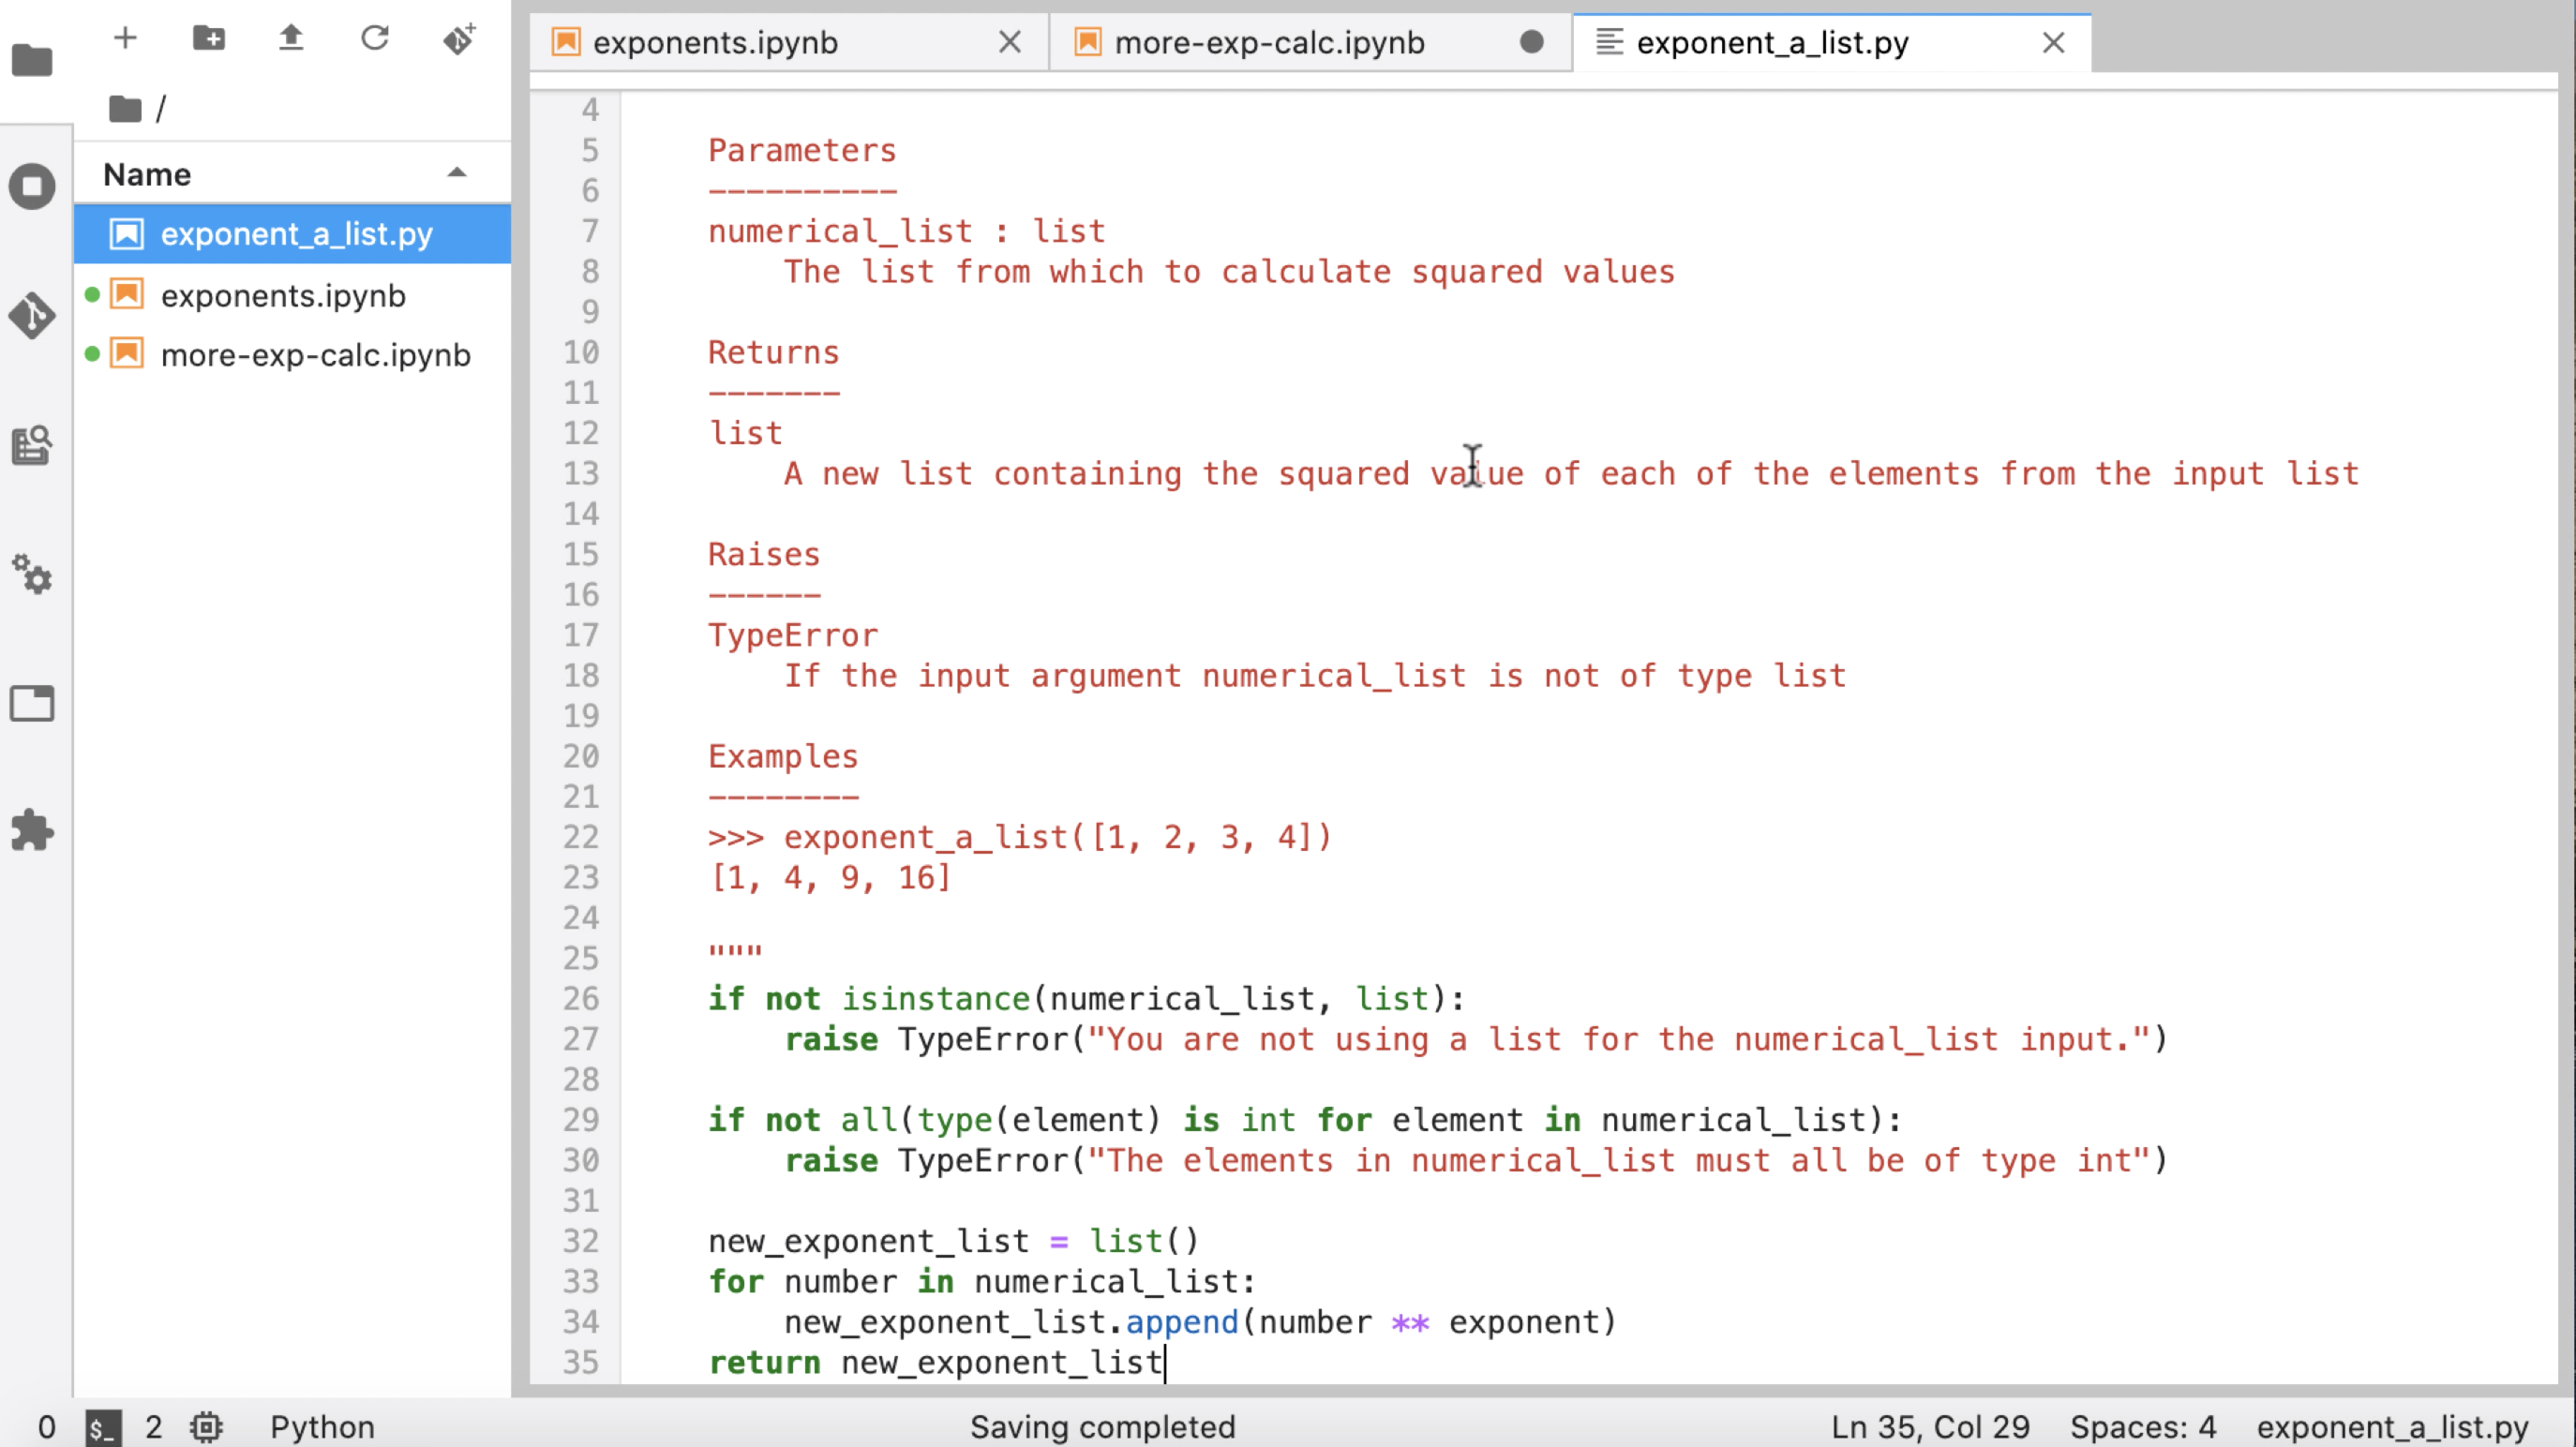 exponents.ipynb
more-exp-calc.ipynb
exponent_a_list.py
/
Name
exponent_a_list.py
exponents.ipynb
more-exp-calc.ipynb
4
5 Parameters
6 ----------
7 numerical_list : list
8 The list from which to calculate squared values
9
10 Returns
11 -------
12 list
13 A new list containing the squared value of each of the elements from the input list
14
15 Raises
16 ------
17 TypeError
18 If the input argument numerical_list is not of type list
19
20 Examples
21 --------
22 >>> exponent_a_list([1, 2, 3, 4])
23 [1, 4, 9, 16]
24
25 """
26 if not isinstance(numerical_list, list):
27 raise TypeError("You are not using a list for the numerical_list input.")
28
29 if not all(type(element) is int for element in numerical_list):
30 raise TypeError("The elements in numerical_list must all be of type int")
31
32 new_exponent_list = list()
33 for number in numerical_list:
34 new_exponent_list.append(number ** exponent)
35 return new_exponent_list
0 $_ 2 Python Saving completed Ln 35, Col 29 Spaces: 4 exponent_a_list.py